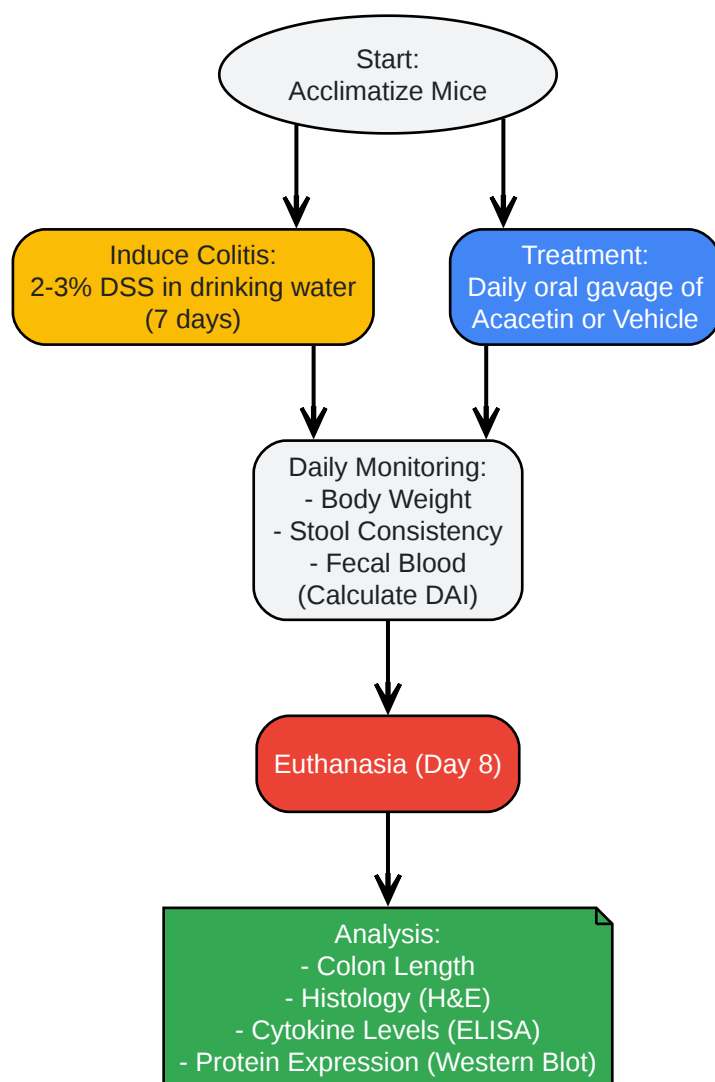 Start:
Acclimatize Mice
Induce Colitis:
2-3% DSS in drinking water
(7 days)
Treatment:
Daily oral gavage of
Acacetin or Vehicle
Daily Monitoring:
- Body Weight
- Stool Consistency
- Fecal Blood
(Calculate DAI)
Euthanasia (Day 8)
Analysis:
- Colon Length
- Histology (H&E)
- Cytokine Levels (ELISA)
- Protein Expression (Western Blot)